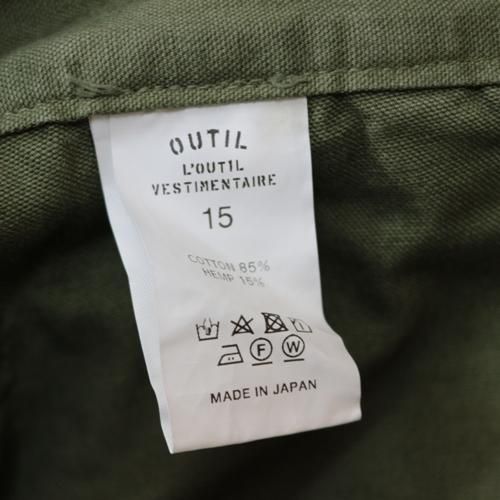 OUTIL
L'OUTIL
VESTIMENTAIRE
15
COTTON 85%
HEMP 15%
F W
MADE IN JAPAN